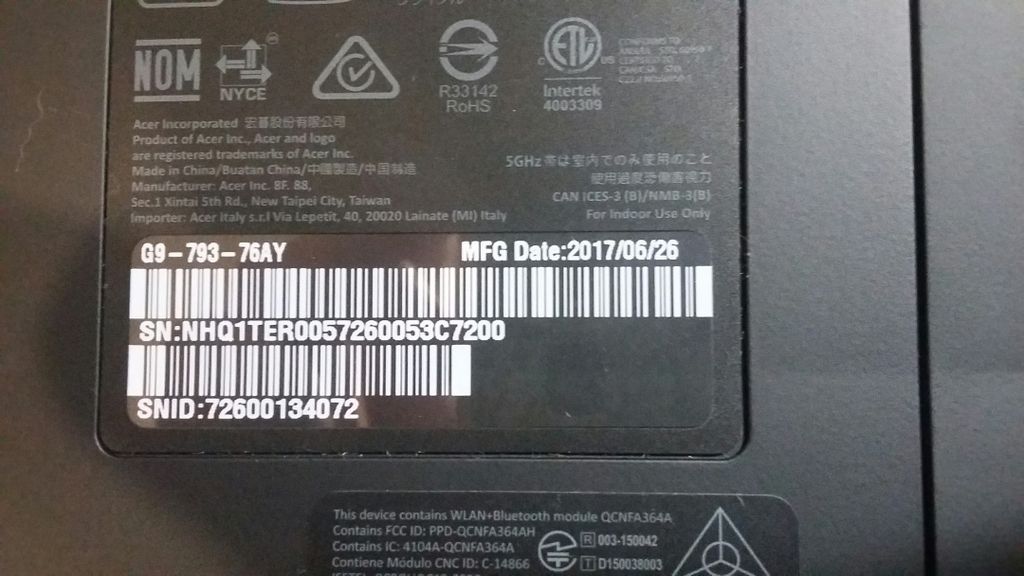 NOM
NYCE
R33142
RoHS
Intertek
4003309
Acer Incorporated 宏碁股份有限公司
Product of Acer Inc., Acer and logo
are registered trademarks of Acer Inc.
Made in China/Buatan China/中國製造/中国制造
Manufacturer: Acer Inc. 8F. 88,
Sec.1 Xintai 5th Rd., New Taipei City, Taiwan
Importer: Acer Italy s.r.l Via Lepetit, 40, 20020 Lainate (MI) Italy
5GHz 帯は室内でのみ使用のこと
使用過度恐傷害視力
CAN ICES-3 (B)/NMB-3(B)
For Indoor Use Only
G9-793-76AY MFG Date:2017/06/26
SN:NHQ1TER0057260053C7200
SNID:72600134072
This device contains WLAN+Bluetooth module QCNFA364A
Contains FCC ID: PPD-QCNFA364AH
Contains IC: 4104A-QCNFA364A
Contiene Módulo CNC ID: C-14866
R 003-150042
T D150038003